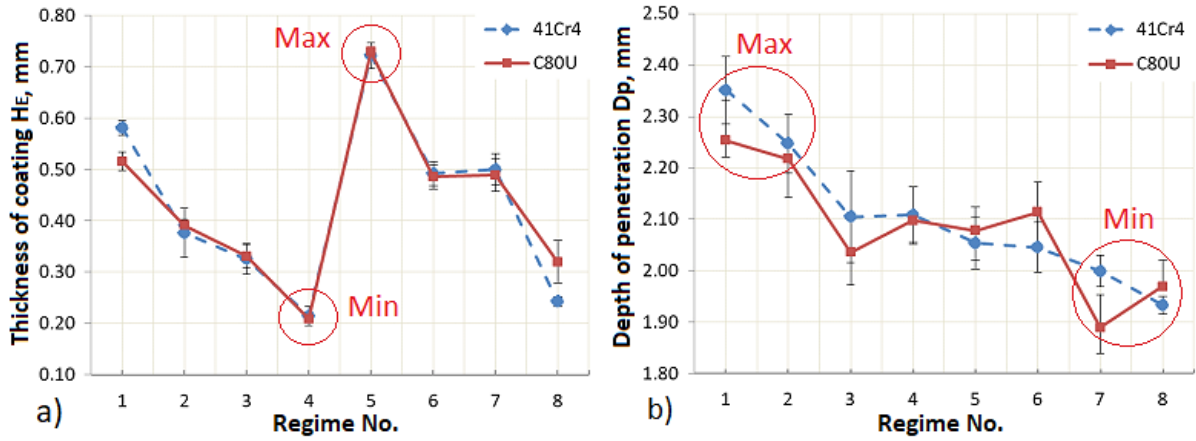 Thickness of coating HE, mm
0.80
0.70
0.60
0.50
0.40
0.30
0.20
0.10
Max
Min
41Cr4
C80U
1 2 3 4 5 6 7 8
Regime No.
a)
Depth of penetration Dp, mm
2.50
2.40
2.30
2.20
2.10
2.00
1.90
1.80
Max
Min
41Cr4
C80U
1 2 3 4 5 6 7 8
Regime No.
b)